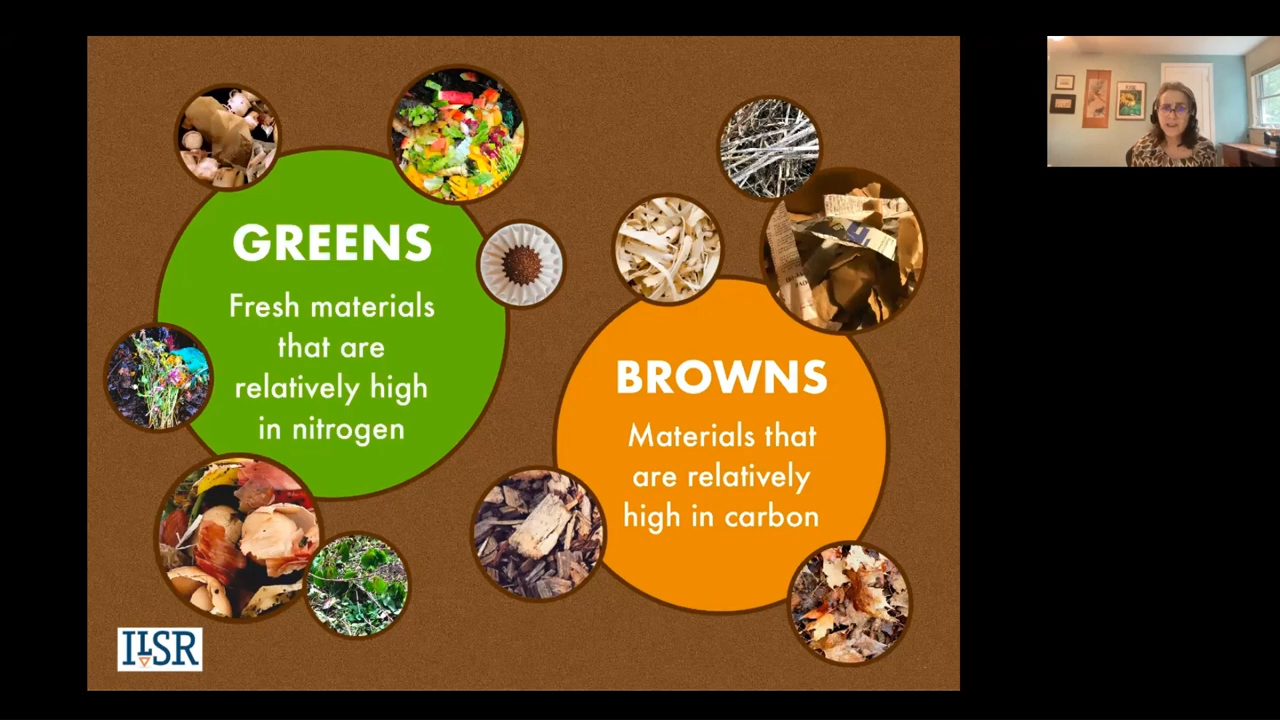 GREENS
Fresh materials
that are
relatively high
in nitrogen
BROWNS
Materials that
are relatively
high in carbon
ILSR